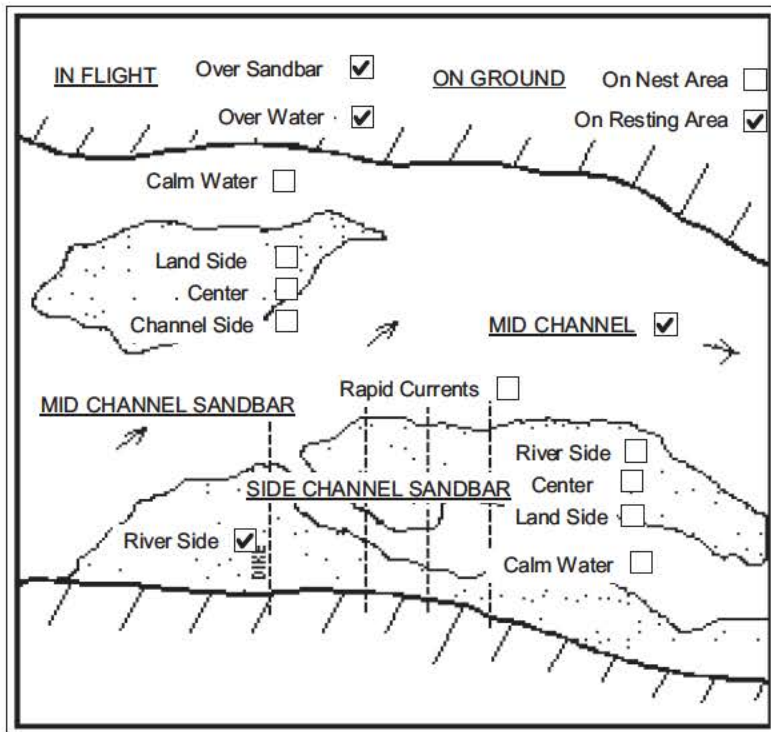 IN FLIGHT Over Sandbar ON GROUND On Nest Area
Over Water On Resting Area
Calm Water
Land Side
Center
Channel Side
MID CHANNEL
Rapid Currents
MID CHANNEL SANDBAR
River Side
SIDE CHANNEL SANDBAR Center
Land Side
River Side
DIKE
Calm Water